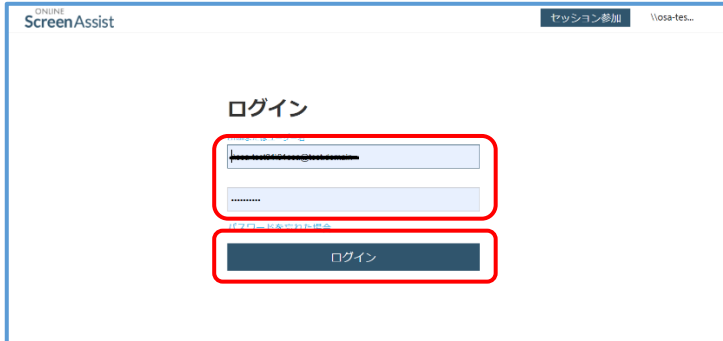 ONLINE
ScreenAssist
セッション参加
\\osa-tes...
ログイン
..........
パスワードを忘れた場合
ログイン